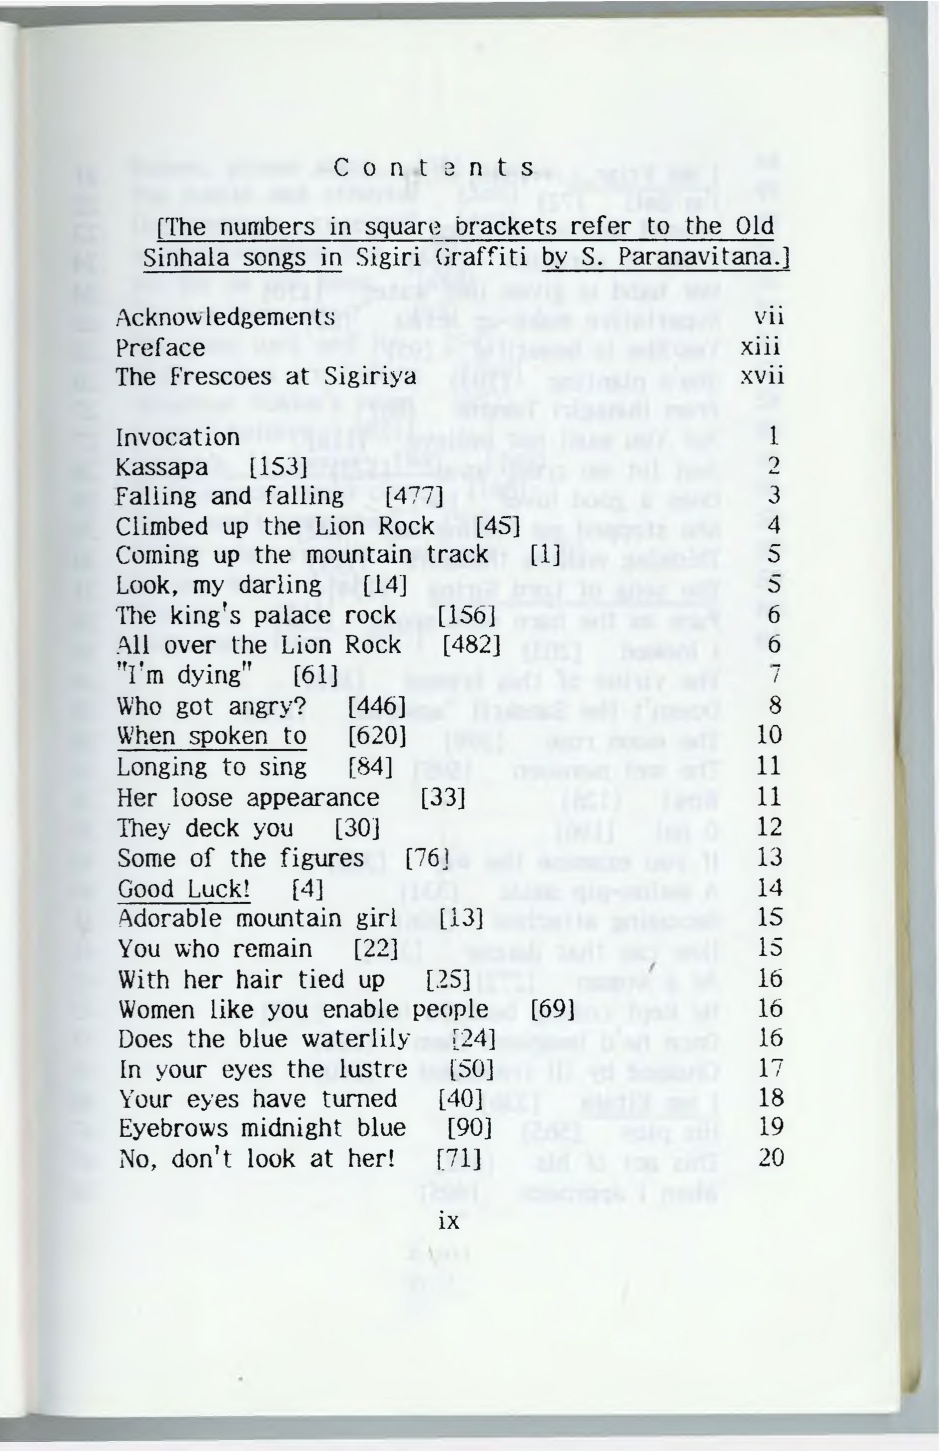 Contents
[The numbers in square brackets refer to the Old
Sinhala songs in Sigiri Graffiti by S. Paranavitana.]
Acknowledgements vii
Preface xiii
The Frescoes at Sigiriya xvii
Invocation 1
Kassapa [153] 2
Falling and falling [477] 3
Climbed up the Lion Rock [45] 4
Coming up the mountain track [1] 5
Look, my darling [14] 5
The king's palace rock [156] 6
All over the Lion Rock [482] 6
"I'm dying" [61] 7
Who got angry? [446] 8
When spoken to [620] 10
Longing to sing [84] 11
Her loose appearance [33] 11
They deck you [30] 12
Some of the figures [76] 13
Good Luck! [4] 14
Adorable mountain girl [13] 15
You who remain [22] 15
With her hair tied up [25] 16
Women like you enable people [69] 16
Does the blue waterlily [24] 16
In your eyes the lustre [50] 17
Your eyes have turned [40] 18
Eyebrows midnight blue [90] 19
No, don't look at her! [71] 20
ix